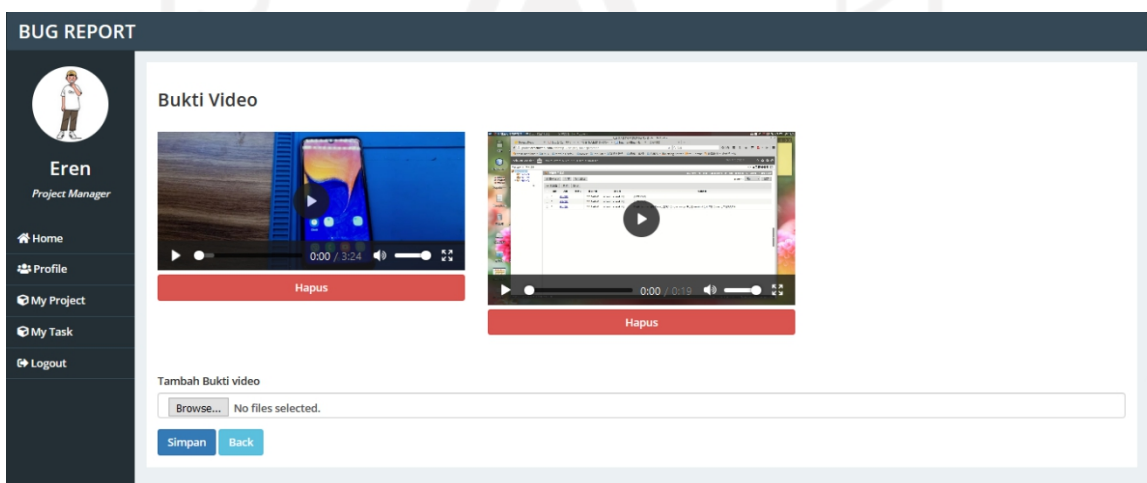 BUG REPORT
Eren
Project Manager
Home
Profile
My Project
My Task
Logout
Bukti Video
0:00 / 3:24
Hapus
0:00 / 0:19
Hapus
Tambah Bukti video
Browse... No files selected.
Simpan Back